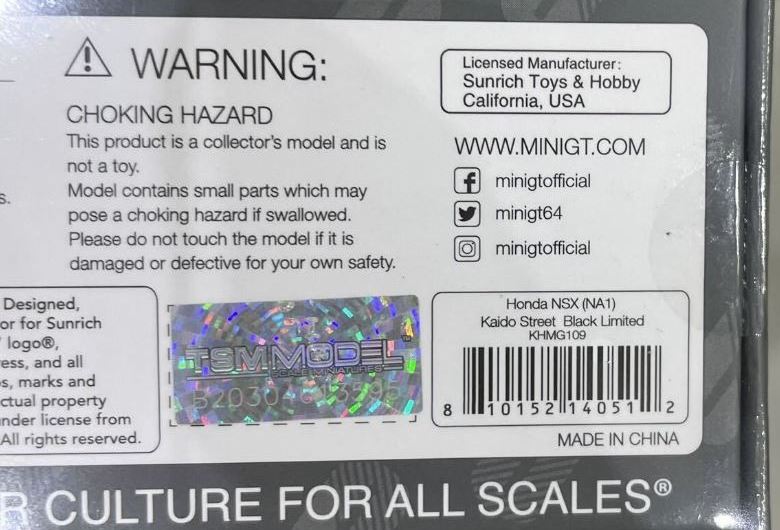 WARNING:
CHOKING HAZARD
This product is a collector's model and is
not a toy.
Model contains small parts which may
pose a choking hazard if swallowed.
Please do not touch the model if it is
damaged or defective for your own safety.
Licensed Manufacturer:
Sunrich Toys & Hobby
California, USA
WWW.MINIGT.COM
minigtofficial
minigt64
minigtofficial
s.
Designed,
or for Sunrich
logo®,
ess, and all
s, marks and
ctual property
nder license from
All rights reserved.
TSM MODEL
SCALE MINIATURES
Honda NSX (NA1)
Kaido Street Black Limited
KHMG109
8 10152 14051 2
MADE IN CHINA
R CULTURE FOR ALL SCALES®